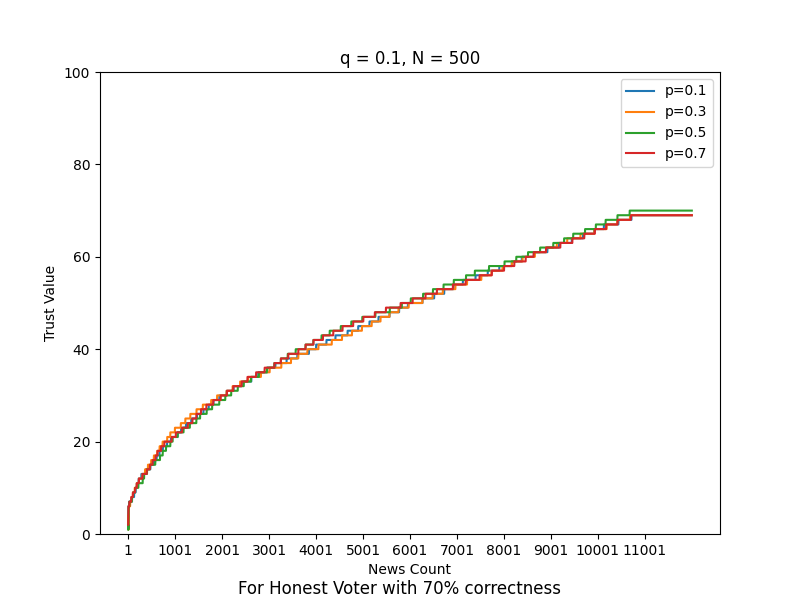 q = 0.1, N = 500
100
80
60
40
20
0
Trust Value
p=0.1
p=0.3
p=0.5
p=0.7
1 1001 2001 3001 4001 5001 6001 7001 8001 9001 10001 11001
News Count
For Honest Voter with 70% correctness